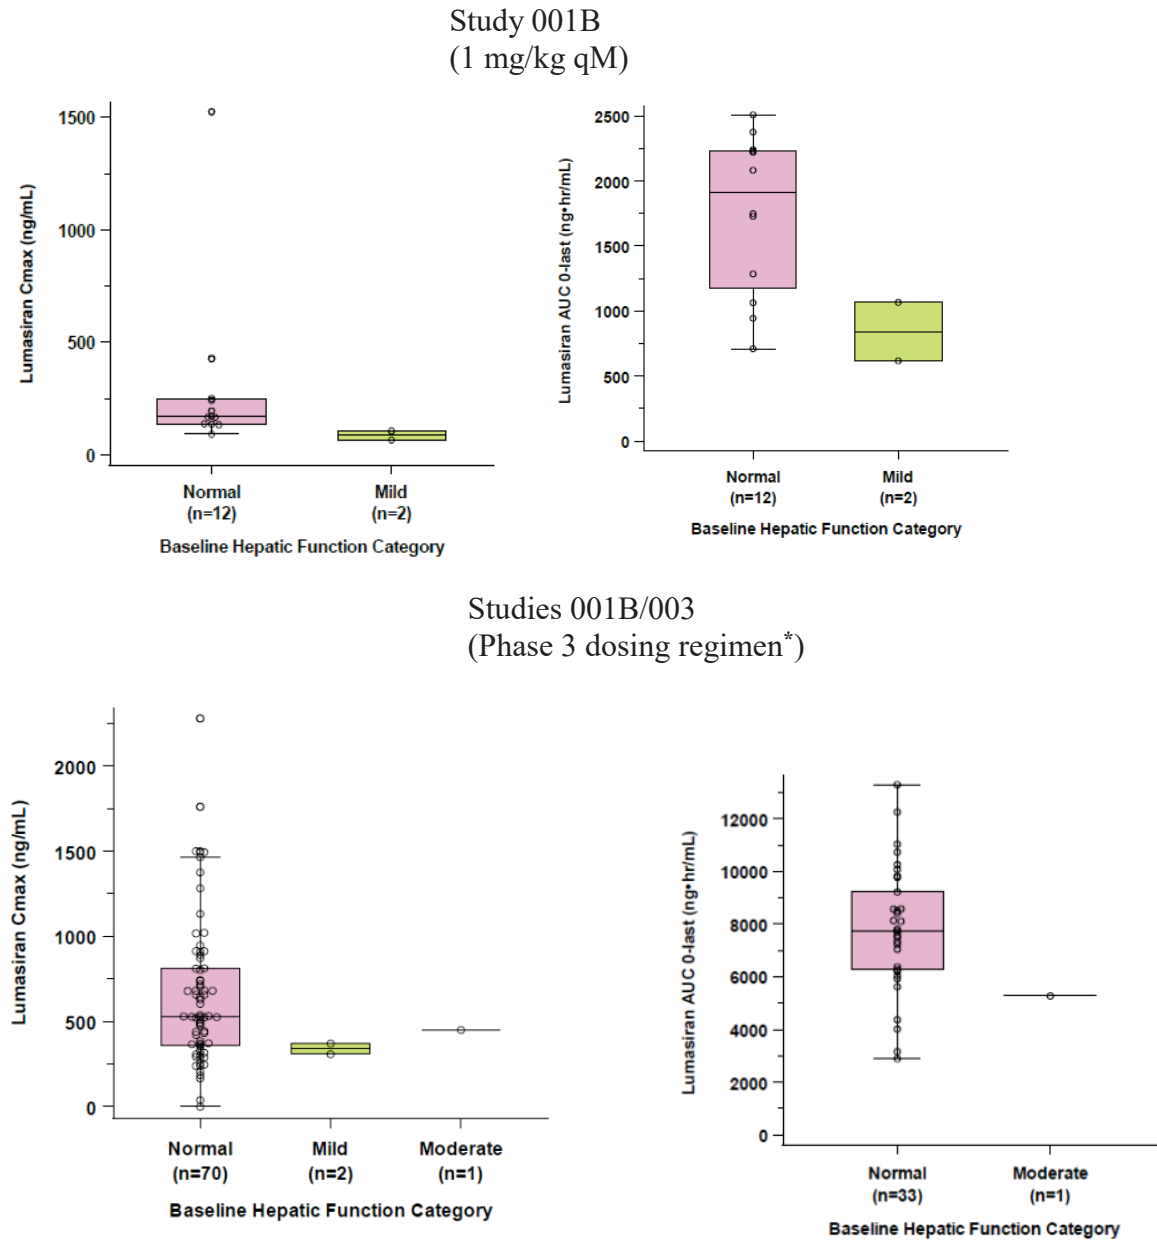 Study 001B
(1 mg/kg qM)
Lumasiran Cmax (ng/mL)
1500
1000
500
0
Normal
(n=12)
Mild
(n=2)
Baseline Hepatic Function Category
Lumasiran AUC 0-last (ng•hr/mL)
2500
2000
1500
1000
500
0
Normal
(n=12)
Mild
(n=2)
Baseline Hepatic Function Category
Studies 001B/003
(Phase 3 dosing regimen*)
Lumasiran Cmax (ng/mL)
2000
1500
1000
500
0
Normal
(n=70)
Mild
(n=2)
Moderate
(n=1)
Baseline Hepatic Function Category
Lumasiran AUC 0-last (ng•hr/mL)
12000
10000
8000
6000
4000
2000
0
Normal
(n=33)
Moderate
(n=1)
Baseline Hepatic Function Category